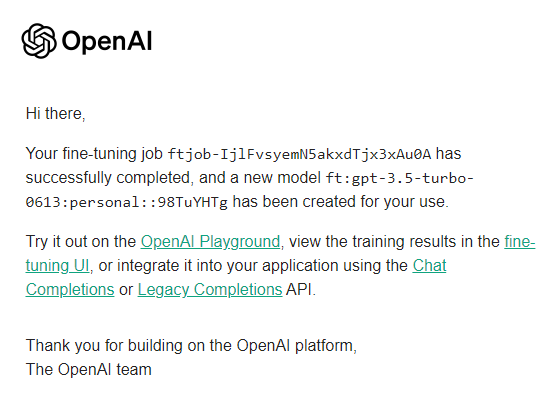 OpenAI
Hi there,
Your fine-tuning job ftjob-IjlFvsyemN5akxdTjx3xAu0A has
successfully completed, and a new model ft:gpt-3.5-turbo-
0613:personal::98TuYHTg has been created for your use.
Try it out on the OpenAI Playground, view the training results in the fine-
tuning UI, or integrate it into your application using the Chat
Completions or Legacy Completions API.
Thank you for building on the OpenAI platform,
The OpenAI team